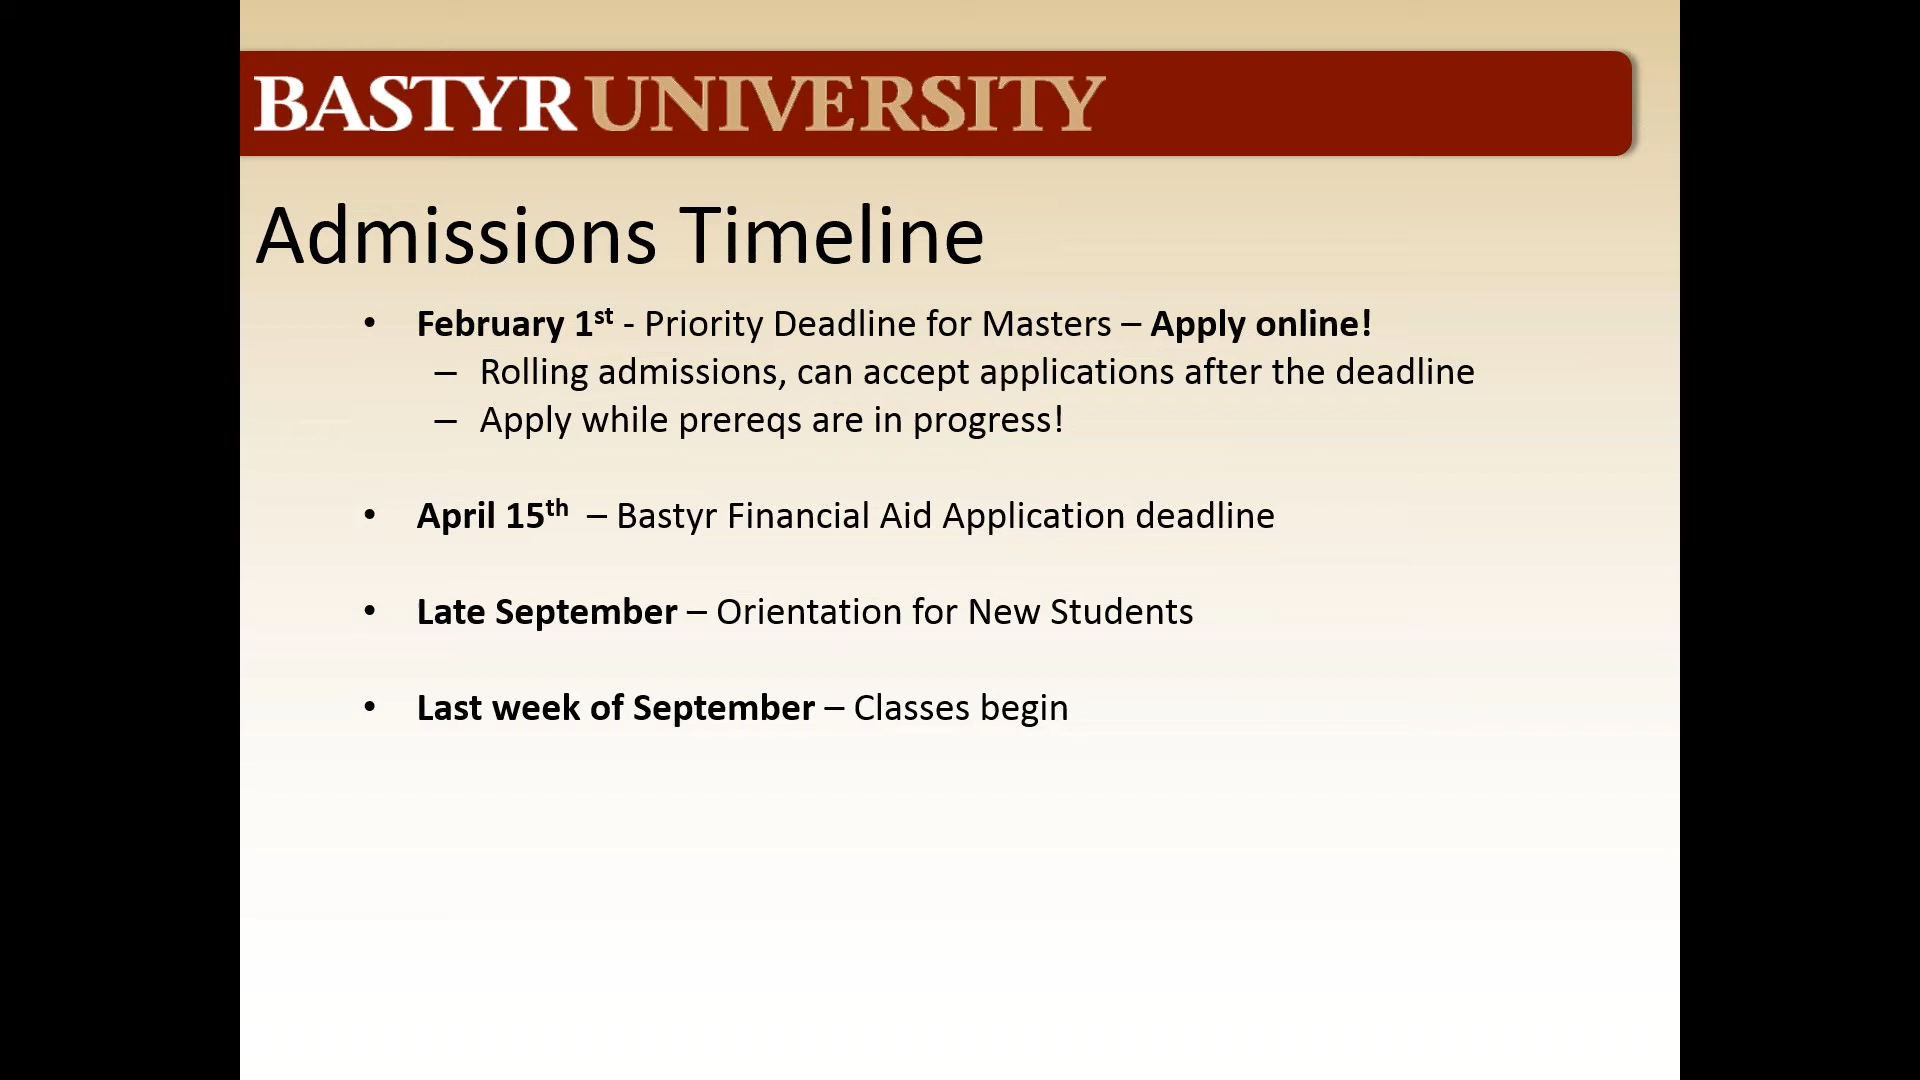 BASTYR UNIVERSITY
Admissions Timeline
• February 1st - Priority Deadline for Masters – Apply online!
– Rolling admissions, can accept applications after the deadline
– Apply while prereqs are in progress!
• April 15th – Bastyr Financial Aid Application deadline
• Late September – Orientation for New Students
• Last week of September – Classes begin